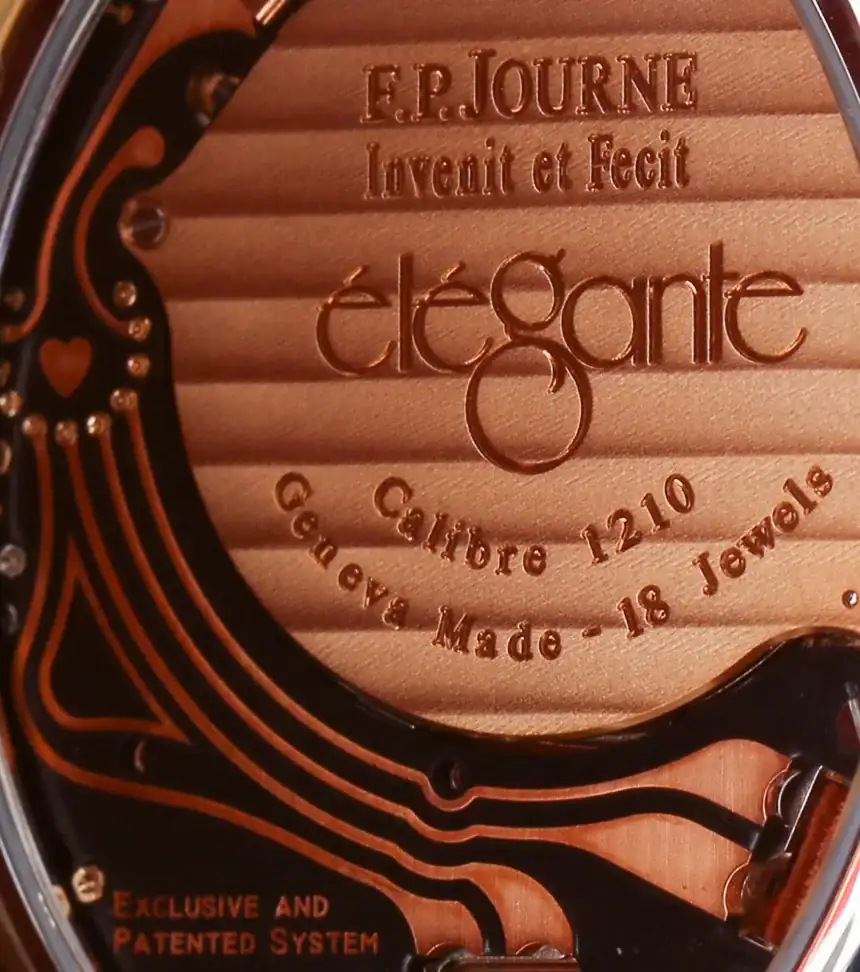 F.P.JOURNE
Invenit et Fecit
élégante
Calibre 1210
Geneva Made - 18 Jewels
EXCLUSIVE AND
PATENTED SYSTEM